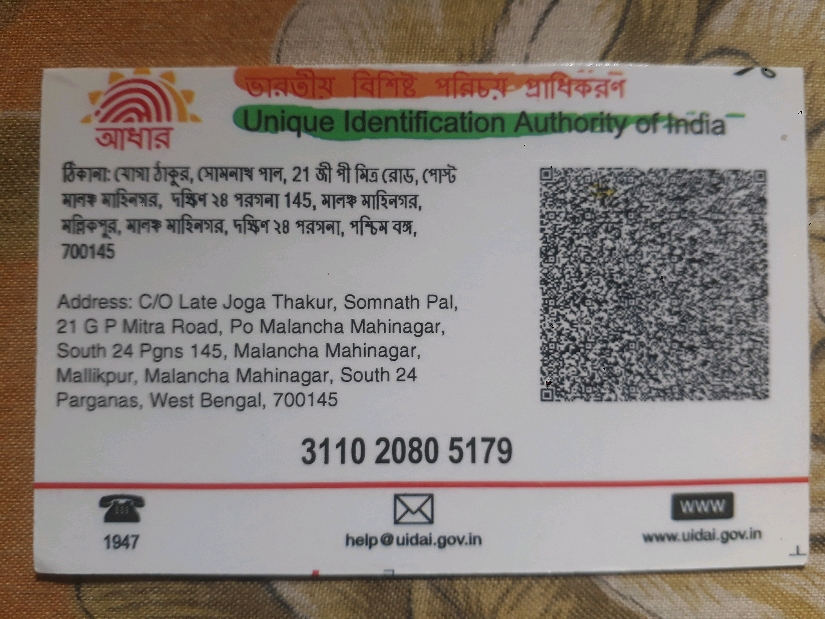 আধার
ভারতীয় বিশিষ্ট পরিচয় প্রাধিকরণ
Unique Identification Authority of India
ঠিকানা: যোগা ঠাকুর, সোমনাথ পাল, 21 জী পী মিত্র রোড, পোস্ট
মালঞ্চ মাহিনগর, দক্ষিণ ২৪ পরগনা 145, মালঞ্চ মাহিনগর,
মল্লিকপুর, মালঞ্চ মাহিনগর, দক্ষিণ ২৪ পরগনা, পশ্চিম বঙ্গ,
700145
Address: C/O Late Joga Thakur, Somnath Pal,
21 G P Mitra Road, Po Malancha Mahinagar,
South 24 Pgns 145, Malancha Mahinagar,
Mallikpur, Malancha Mahinagar, South 24
Parganas, West Bengal, 700145
3110 2080 5179
1947
help@uidai.gov.in
www
www.uidai.gov.in